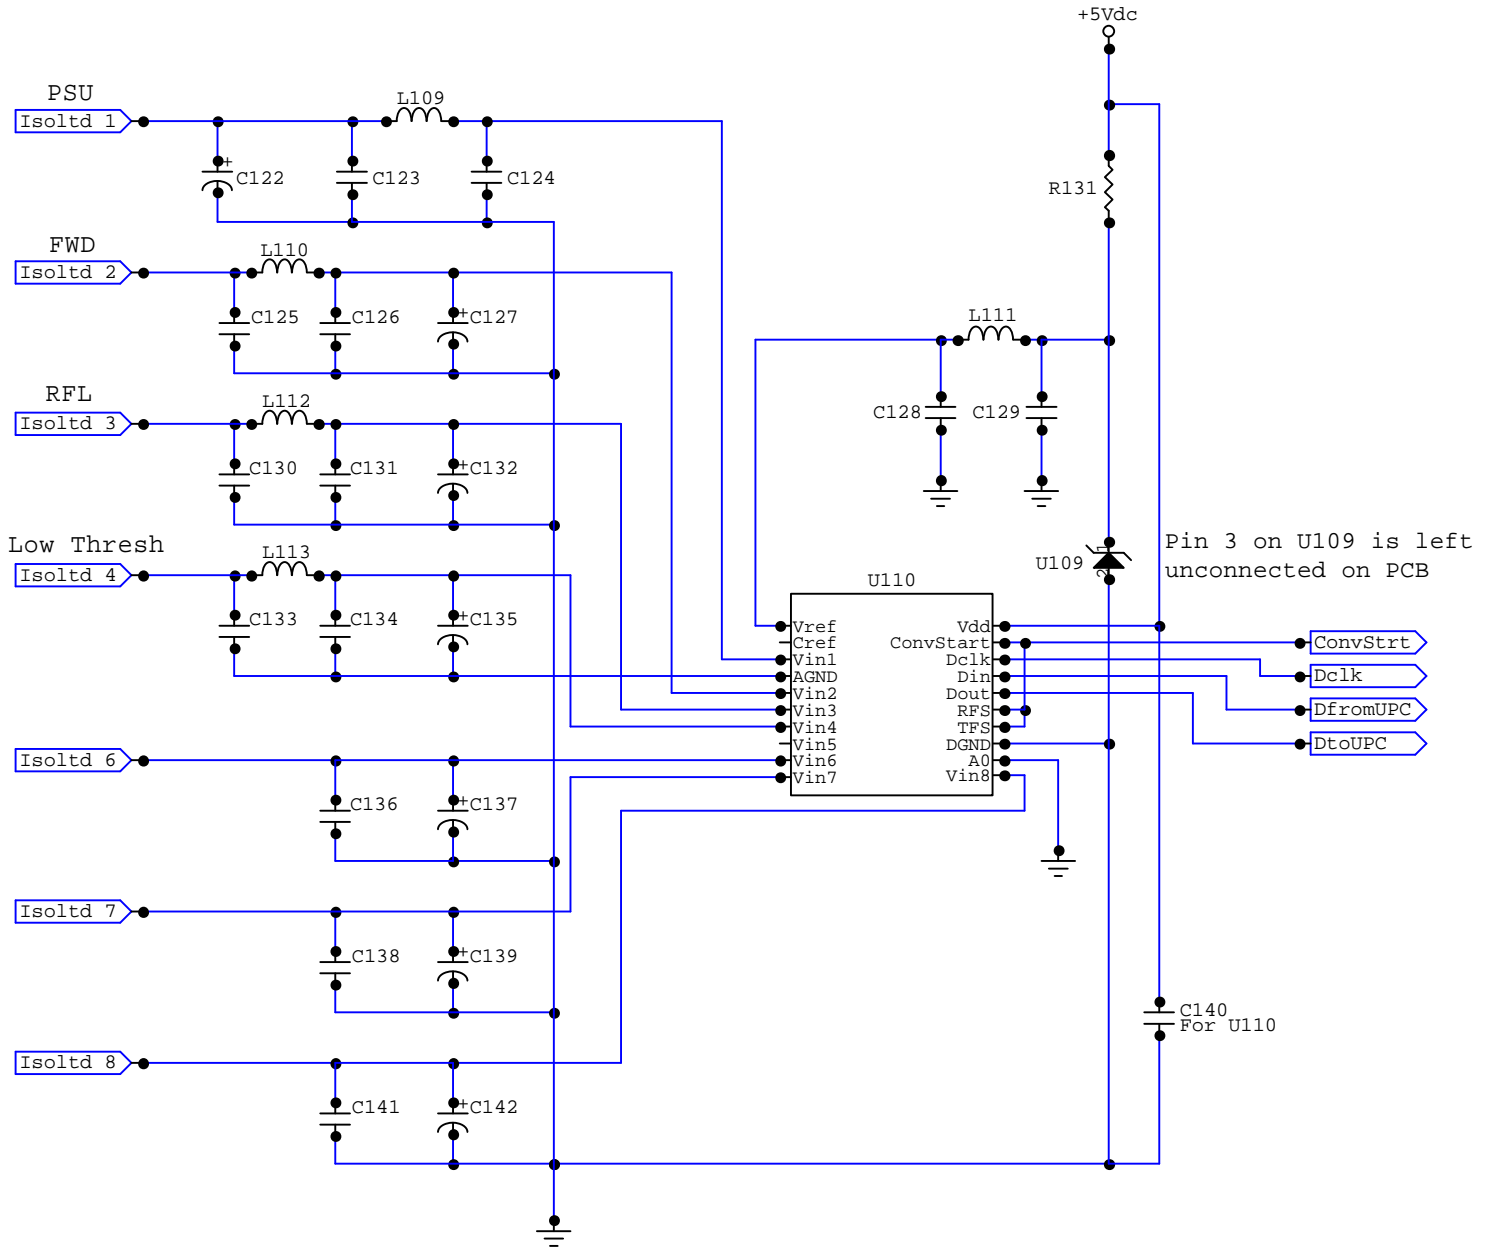 +5Vdc
PSU
Isoltd 1
L109
C122
C123
C124
R131
FWD
Isoltd 2
L110
C125
C126
C127
L111
C128
C129
RFL
Isoltd 3
L112
C130
C131
C132
Low Thresh
Isoltd 4
L113
C133
C134
C135
U109
1
2
Pin 3 on U109 is left
unconnected on PCB
U110
Vref
Cref
Vin1
AGND
Vin2
Vin3
Vin4
Vin5
Vin6
Vin7
Vdd
ConvStart
Dclk
Din
Dout
RFS
TFS
DGND
A0
Vin8
ConvStrt
Dclk
DfromUPC
DtoUPC
Isoltd 6
C136
C137
Isoltd 7
C138
C139
C140
For U110
Isoltd 8
C141
C142